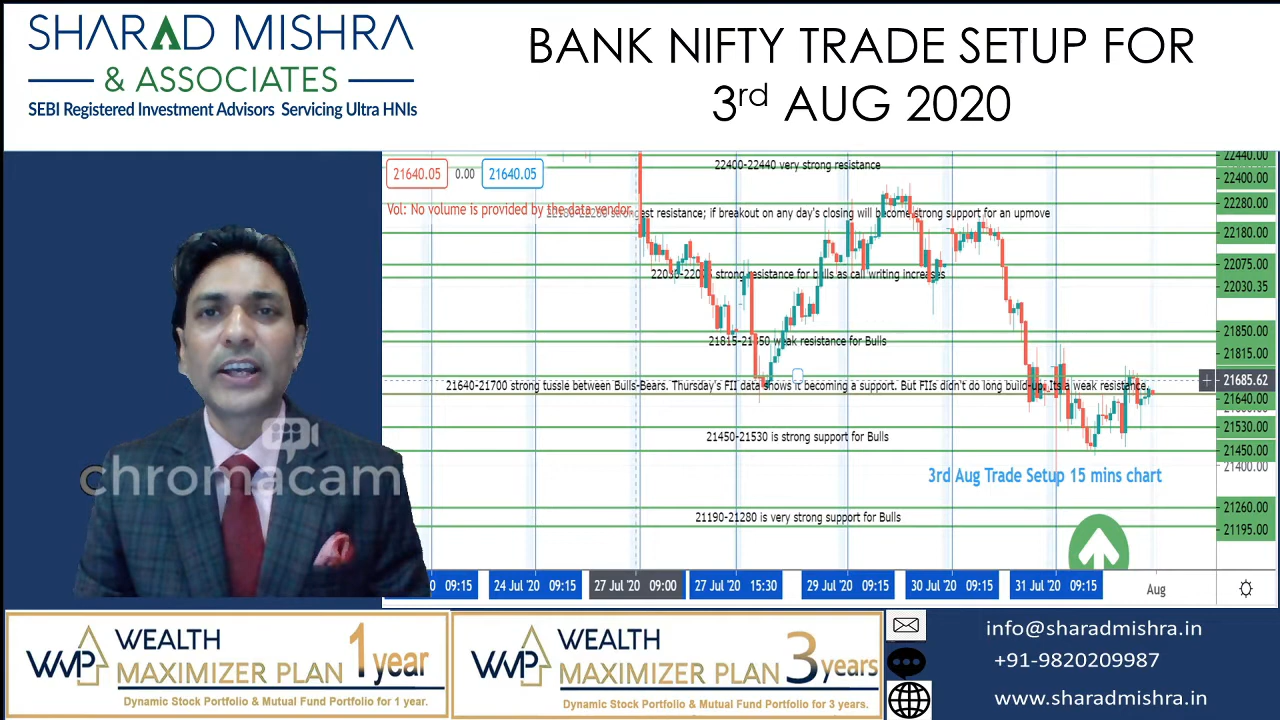 SHARAD MISHRA
& ASSOCIATES
SEBI Registered Investment Advisors Servicing Ultra HNIs
BANK NIFTY TRADE SETUP FOR
3rd AUG 2020
21640.05 0.00 21640.05
Vol: No volume is provided by the data vendor.
22400-22440 very strong resistance
resistance; if breakout on any day's closing will become strong support for an upmove
strong resistance for bulls as call writing increases
weak resistance for Bulls
21640-21700 strong tussle between Bulls-Bears. Thursday's FII data shows it becoming a support. But FIIs didn't do long build-up. Its a weak resistance.
21450-21530 is strong support for Bulls
3rd Aug Trade Setup 15 mins chart
21190-21280 is very strong support for Bulls
22440.00
22400.00
22280.00
22180.00
22075.00
22030.35
21850.00
21815.00
21685.62
21640.00
21530.00
21450.00
21400.00
21260.00
21195.00
09:15 24 Jul '20 09:15 27 Jul '20 09:00 27 Jul '20 15:30 29 Jul '20 09:15 30 Jul '20 09:15 31 Jul '20 09:15 Aug
chromacam
WMP WEALTH
MAXIMIZER PLAN 1 year
Dynamic Stock Portfolio & Mutual Fund Portfolio for 1 year.
WMP WEALTH
MAXIMIZER PLAN 3 years
Dynamic Stock Portfolio & Mutual Fund Portfolio for 3 years.
info@sharadmishra.in
+91-9820209987
www.sharadmishra.in